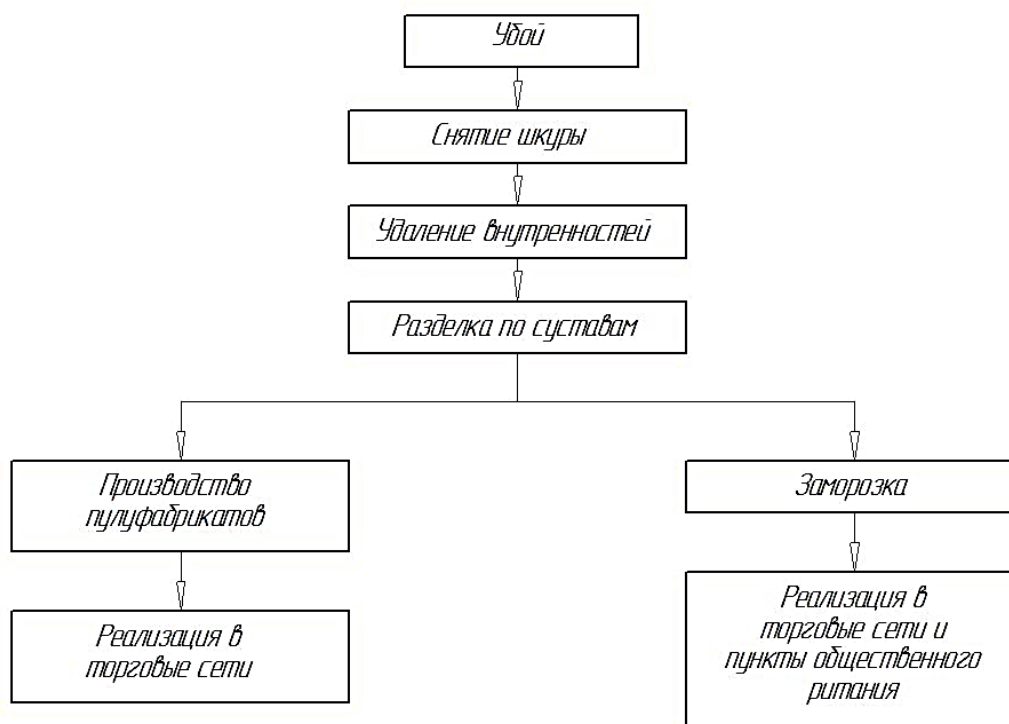 Убой
Снятие шкуры
Удаление внутренностей
Разделка по суставам
Производство
пулуфабрикатов
Заморозка
Реализация в
торговые сети
Реализация в
торговые сети и
пункты общественного
ритания